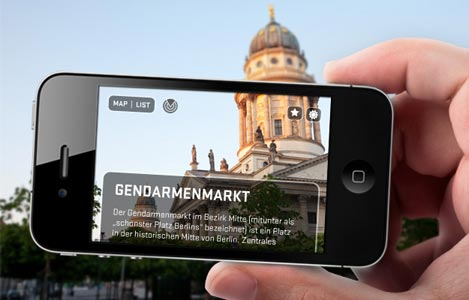 MAP | LIST
GENDARMENMARKT
Der Gendarmenmarkt im Bezirk Mitte (mitunter als
„schönster Platz Berlins“ bezeichnet) ist ein Platz
in der historischen Mitte von Berlin. Zentrales